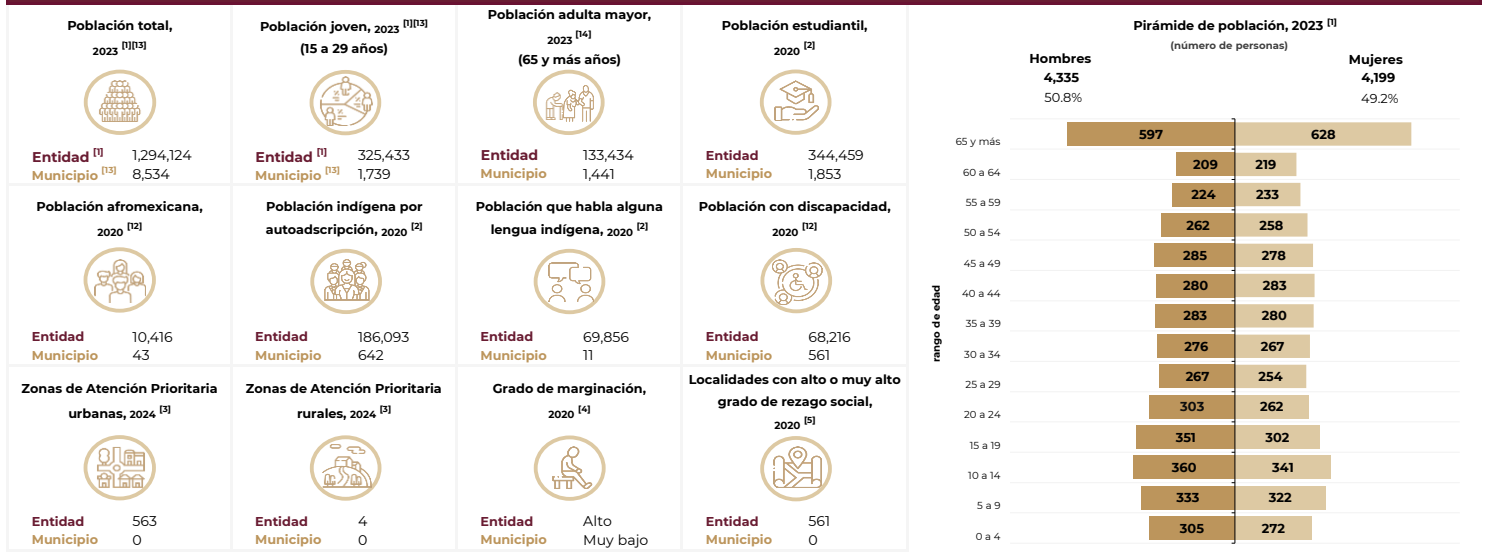 Población total,
2023 [1][13]
Entidad [1] 1,294,124
Municipio [13] 8,534
Población joven, 2023 [1][13]
(15 a 29 años)
Entidad [1] 325,433
Municipio [13] 1,739
Población adulta mayor,
2023 [14]
(65 y más años)
Entidad 133,434
Municipio 1,441
Población estudiantil,
2020 [2]
Entidad 344,459
Municipio 1,853
Población afromexicana,
2020 [12]
Entidad 10,416
Municipio 43
Población indígena por
autoadscripción, 2020 [2]
Entidad 186,093
Municipio 642
Población que habla alguna
lengua indígena, 2020 [2]
Entidad 69,856
Municipio 11
Población con discapacidad,
2020 [12]
Entidad 68,216
Municipio 561
Zonas de Atención Prioritaria
urbanas, 2024 [3]
Entidad 563
Municipio 0
Zonas de Atención Prioritaria
rurales, 2024 [3]
Entidad 4
Municipio 0
Grado de marginación,
2020 [4]
Entidad Alto
Municipio Muy bajo
Localidades con alto o muy alto
grado de rezago social,
2020 [5]
Entidad 561
Municipio 0
Pirámide de población, 2023 [1]
(número de personas)
Hombres Mujeres
4,335 4,199
50.8% 49.2%
rango de edad
65 y más 597 628
60 a 64 209 219
55 a 59 224 233
50 a 54 262 258
45 a 49 285 278
40 a 44 280 283
35 a 39 283 280
30 a 34 276 267
25 a 29 267 254
20 a 24 303 262
15 a 19 351 302
10 a 14 360 341
5 a 9 333 322
0 a 4 305 272